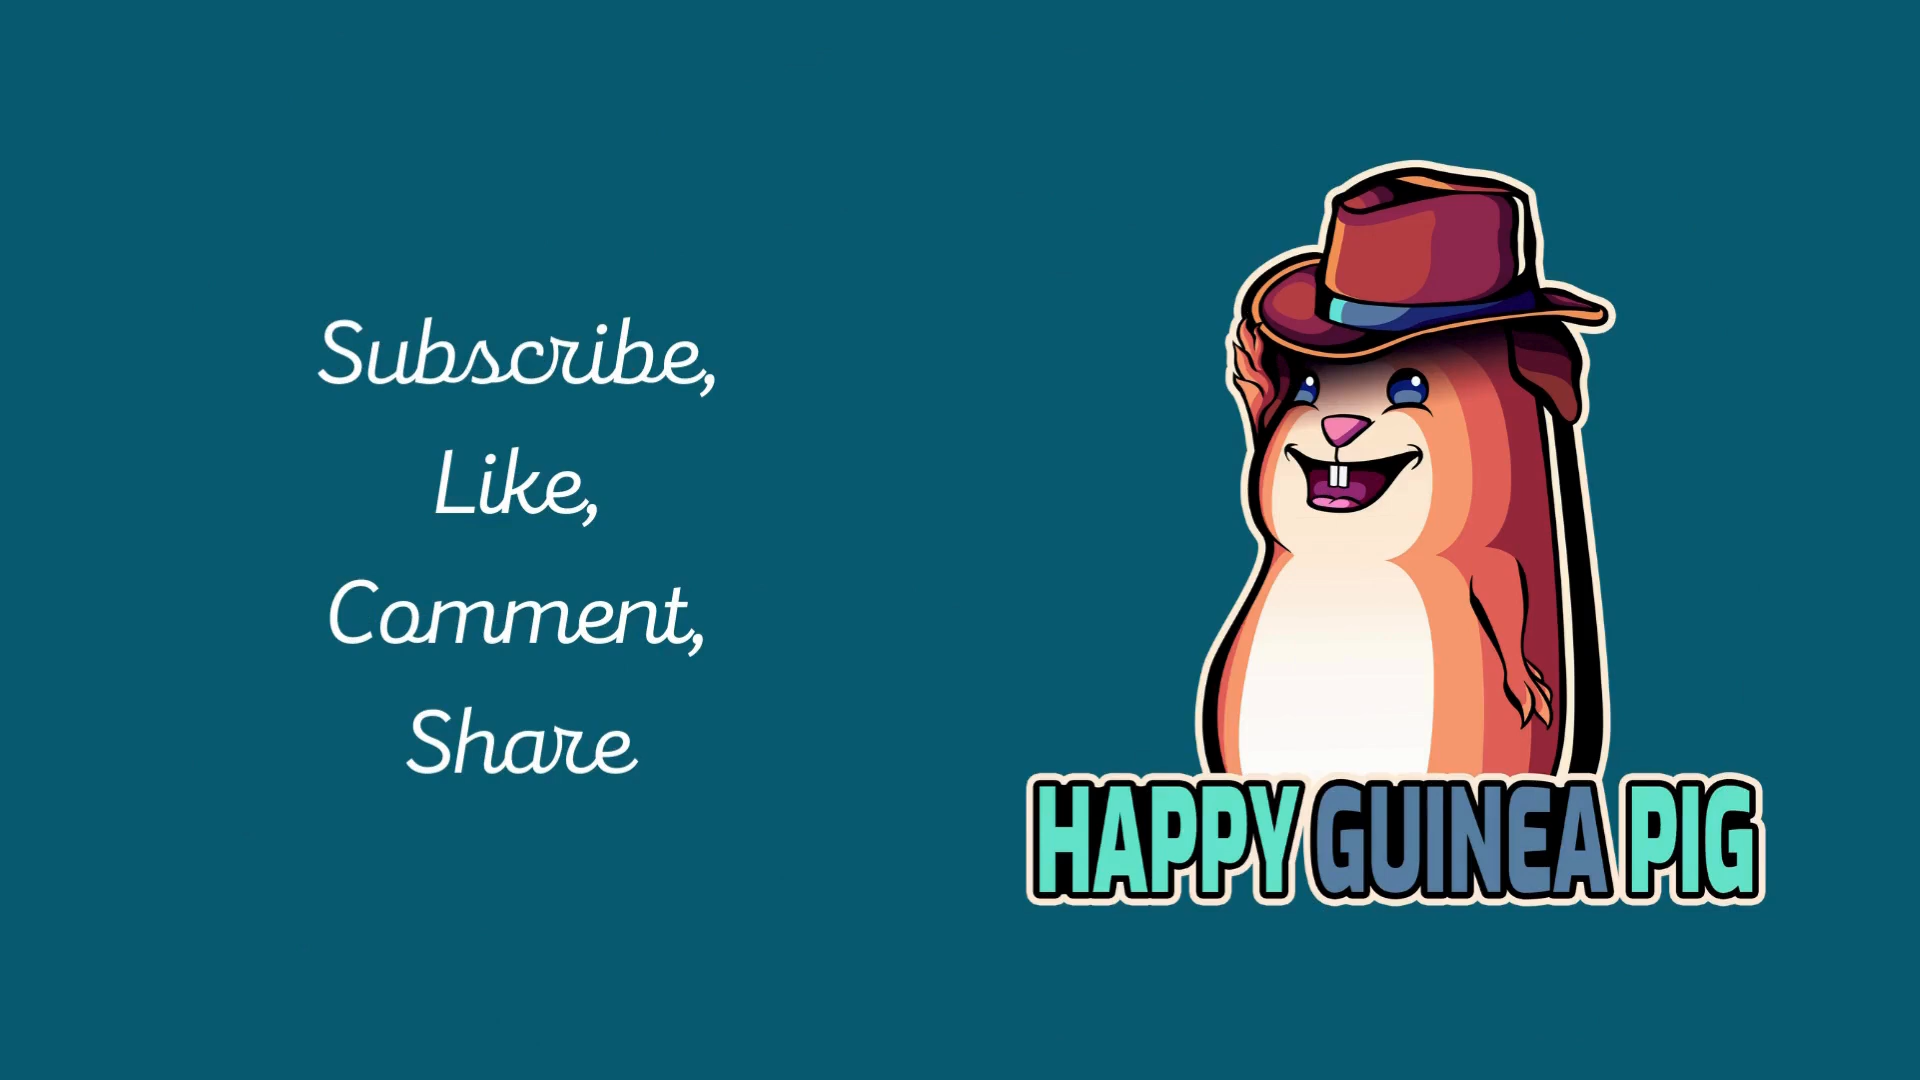 Subscribe,
Like,
Comment,
Share
HAPPY GUINEA PIG